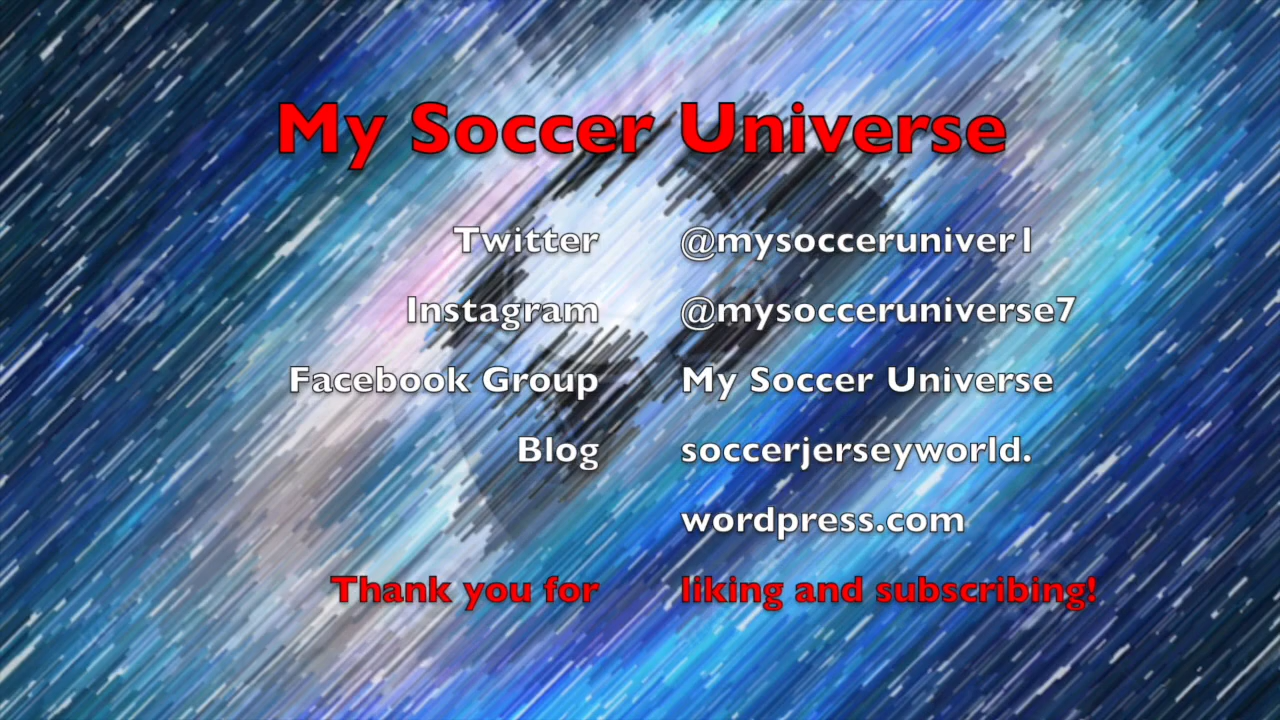 My Soccer Universe
Twitter @mysocceruniver1
Instagram @mysocceruniverse7
Facebook Group My Soccer Universe
Blog soccerjerseyworld.
wordpress.com
Thank you for liking and subscribing!